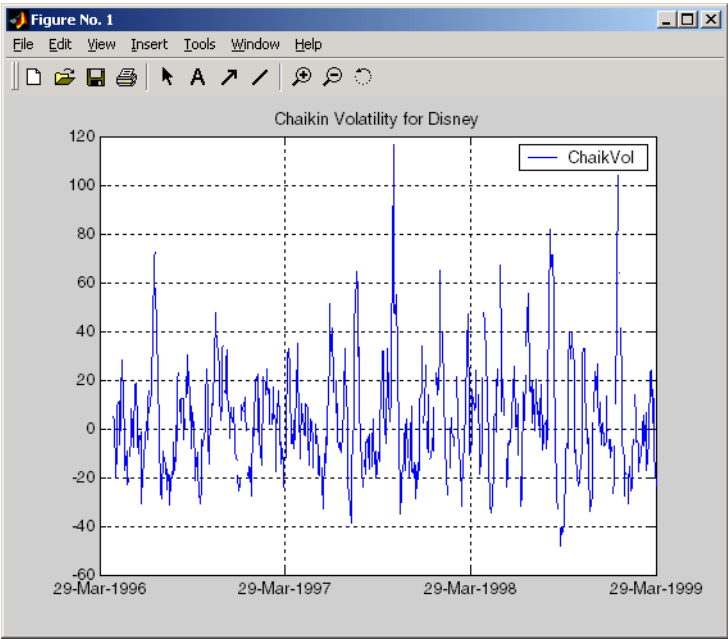 Figure No. 1
File Edit View Insert Tools Window Help
A
Chaikin Volatility for Disney
ChaikVol
120
100
80
60
40
20
0
-20
-40
-60
29-Mar-1996 29-Mar-1997 29-Mar-1998 29-Mar-1999